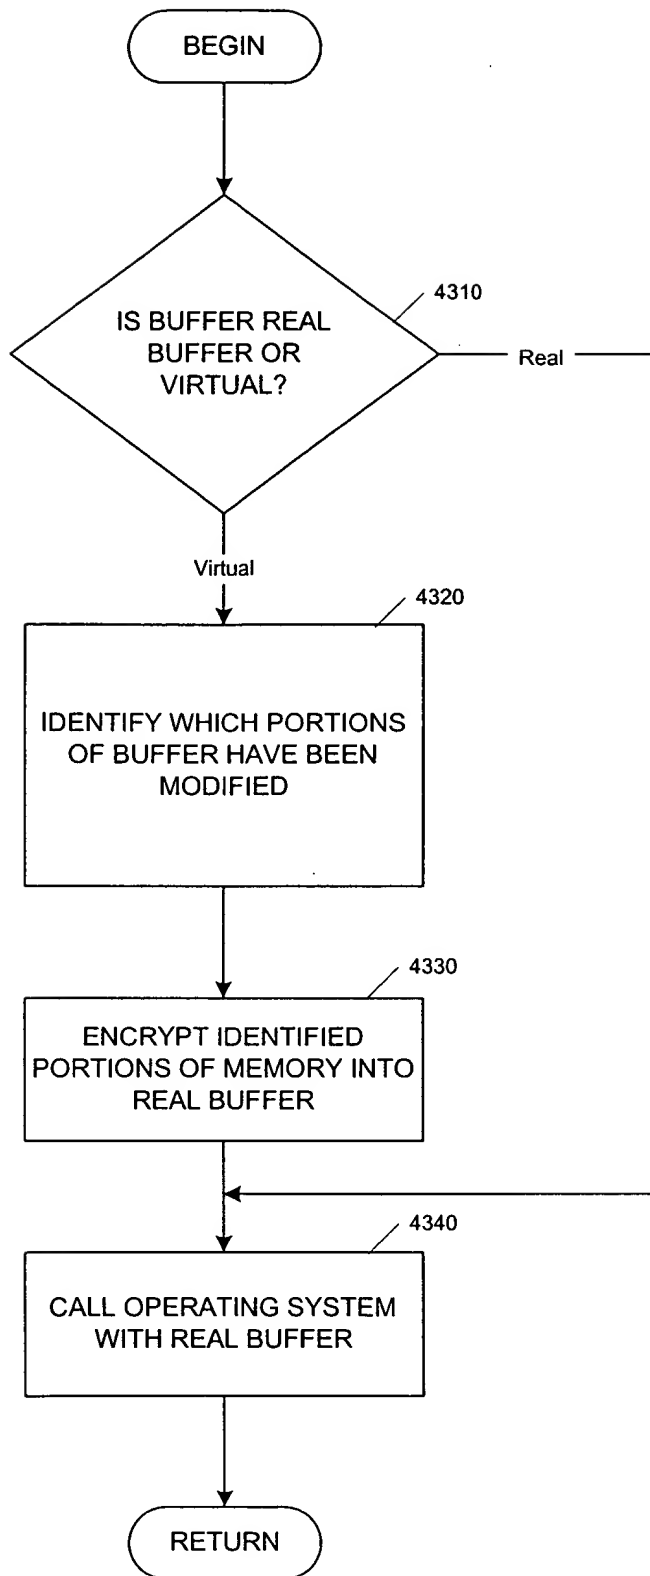 BEGIN
4310
IS BUFFER REAL
BUFFER OR
VIRTUAL?
Real
Virtual
4320
IDENTIFY WHICH PORTIONS
OF BUFFER HAVE BEEN
MODIFIED
4330
ENCRYPT IDENTIFIED
PORTIONS OF MEMORY INTO
REAL BUFFER
4340
CALL OPERATING SYSTEM
WITH REAL BUFFER
RETURN